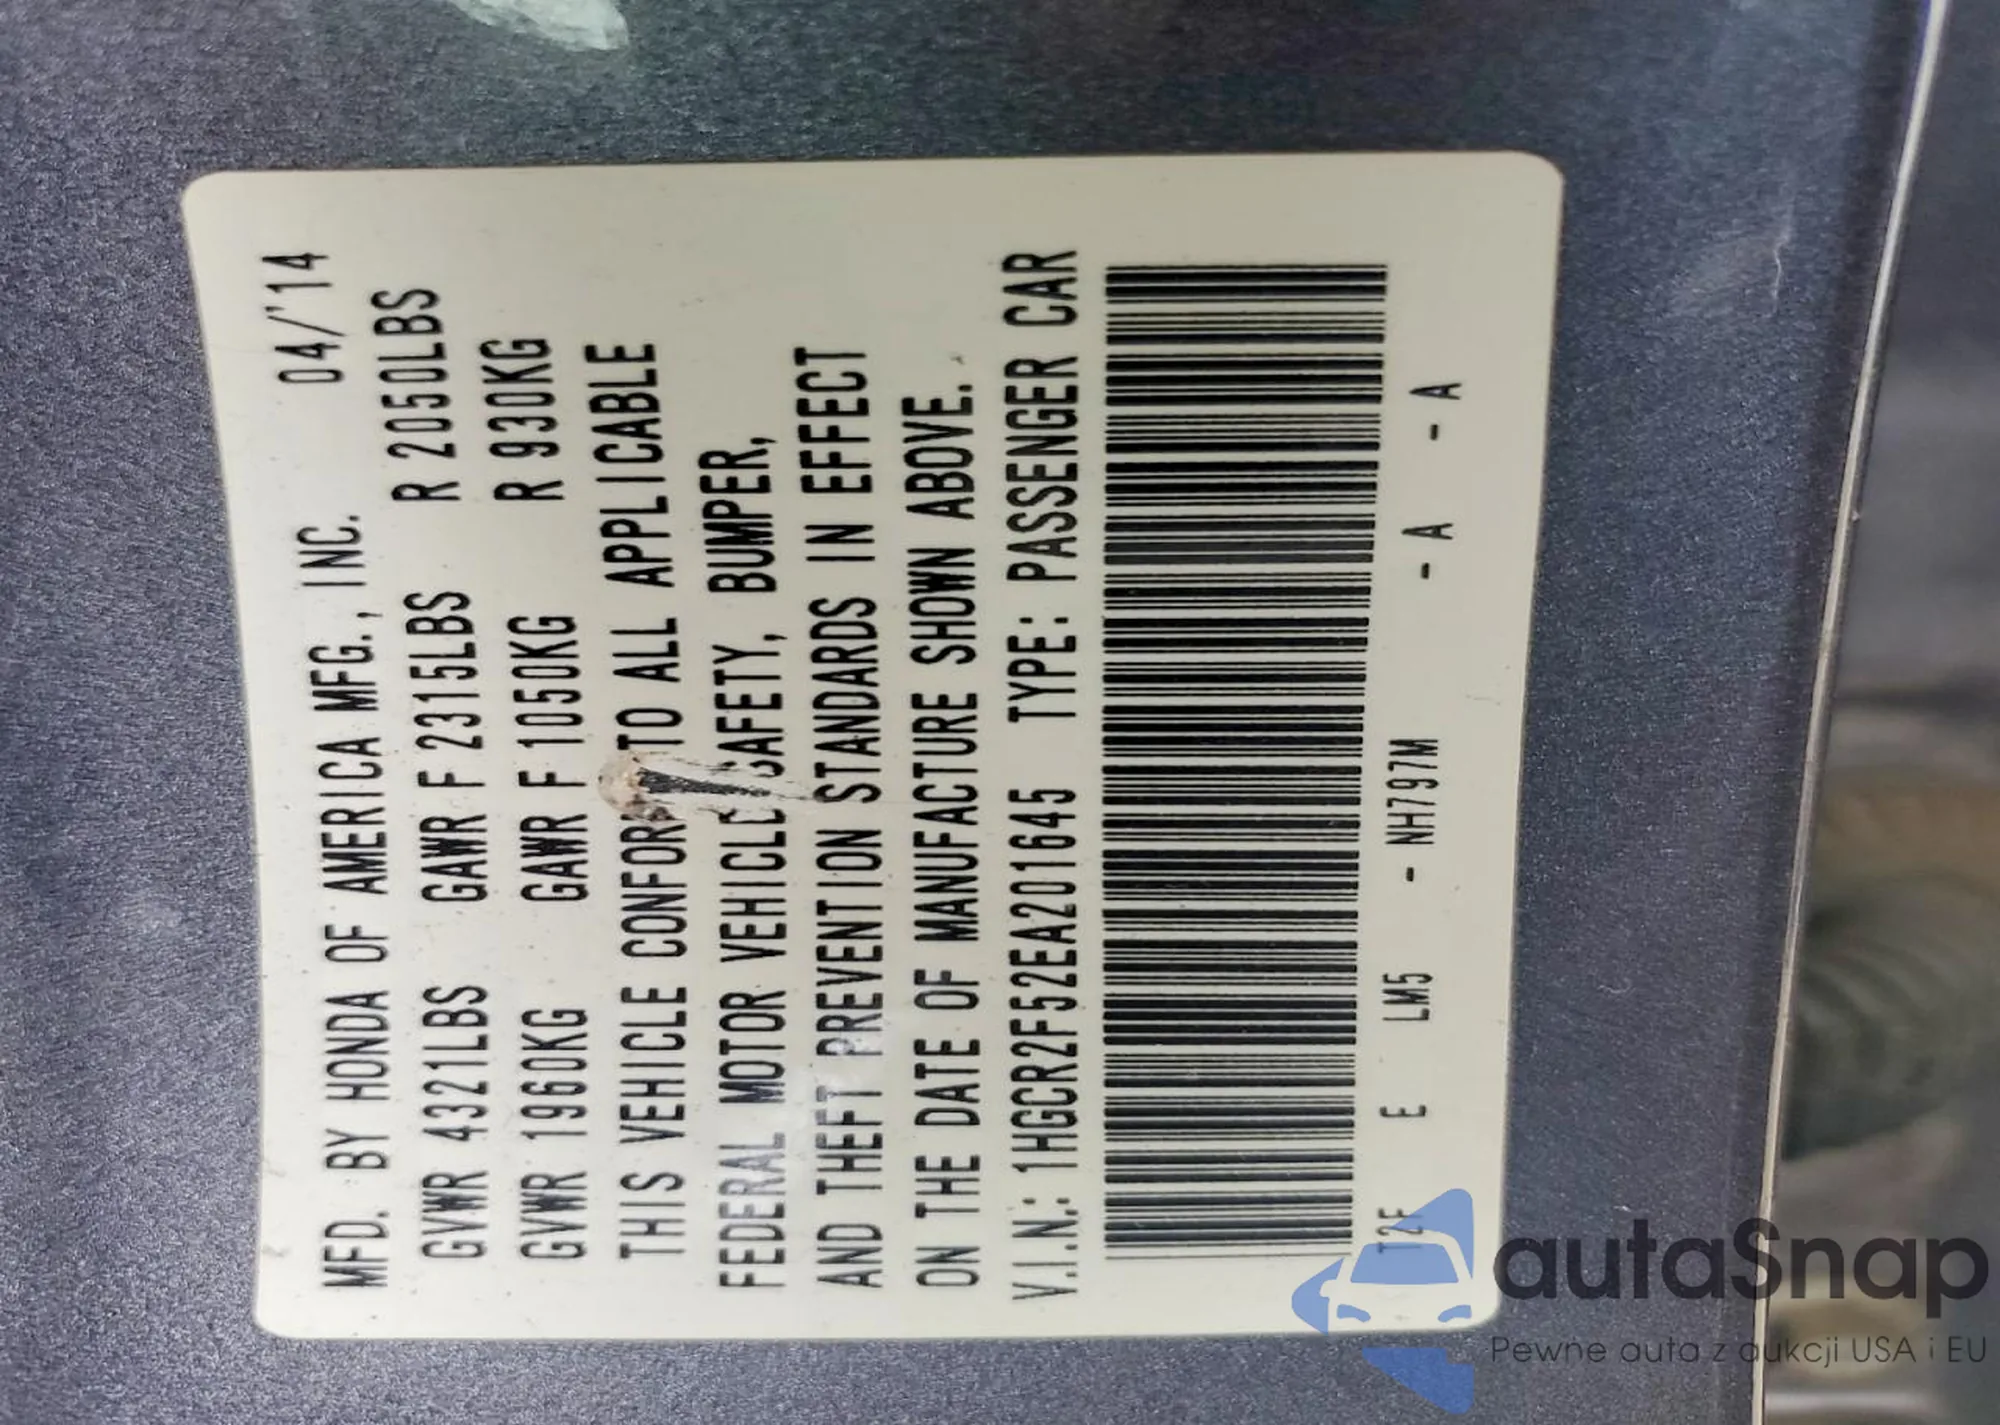 MFD. BY HONDA OF AMERICA MFG., INC. 04/'14
GVWR 4321LBS GAWR F 2315LBS R 2050LBS
GVWR 1960KG GAWR F 1050KG R 930KG
THIS VEHICLE TO ALL APPLICABLE
FEDERAL MOTOR SAFETY, BUMPER,
AND THEFT PREVENTION STANDARDS IN EFFECT
ON THE DATE OF MANUFACTURE SHOWN ABOVE.
V.I.N.: 1HGCR2F52EA201645 TYPE: PASSENGER CAR
T2F E LM5 - NH797M - A - A
autaSnap
Pewne auta z aukcji USA i EU